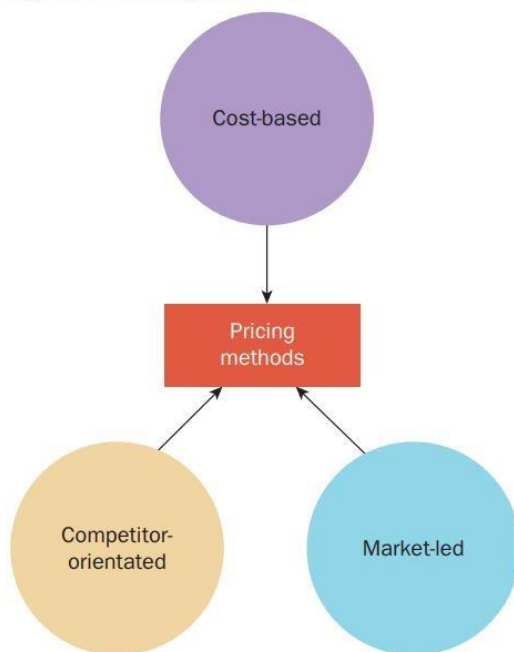 Cost-based
Pricing
methods
Competitor-
orientated
Market-led